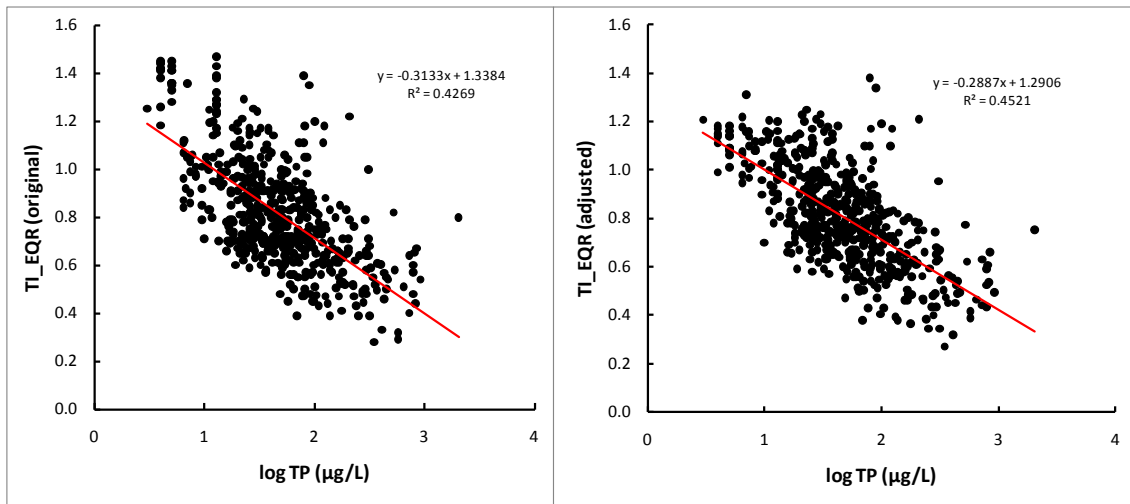 1.6
1.4
1.2
1.0
0.8
0.6
0.4
0.2
0.0
TI_EQR (original)
y = -0.3133x + 1.3384
R² = 0.4269
0 1 2 3 4
log TP (µg/L)
1.6
1.4
1.2
1.0
0.8
0.6
0.4
0.2
0.0
TI_EQR (adjusted)
y = -0.2887x + 1.2906
R² = 0.4521
0 1 2 3 4
log TP (µg/L)